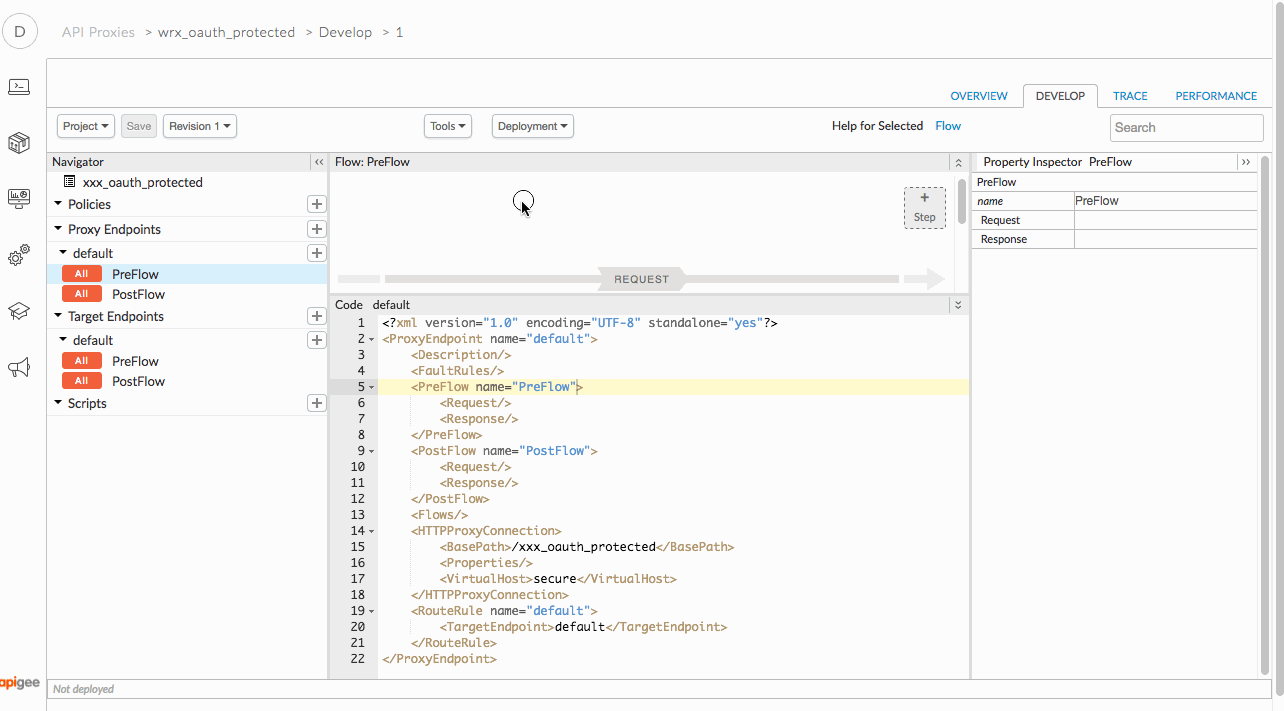 D
API Proxies > wrx_oauth_protected > Develop > 1
OVERVIEW DEVELOP TRACE PERFORMANCE
Project Save Revision 1 Tools Deployment Help for Selected Flow Search
Navigator
xxx_oauth_protected
Policies
Proxy Endpoints
default
All PreFlow
All PostFlow
Target Endpoints
default
All PreFlow
All PostFlow
Scripts
Flow: PreFlow
+
Step
REQUEST
Code default
1 <?xml version="1.0" encoding="UTF-8" standalone="yes"?>
2 <ProxyEndpoint name="default">
3 <Description/>
4 <FaultRules/>
5 <PreFlow name="PreFlow">
6 <Request/>
7 <Response/>
8 </PreFlow>
9 <PostFlow name="PostFlow">
10 <Request/>
11 <Response/>
12 </PostFlow>
13 <Flows/>
14 <HTTPProxyConnection>
15 <BasePath>/xxx_oauth_protected</BasePath>
16 <Properties/>
17 <VirtualHost>secure</VirtualHost>
18 </HTTPProxyConnection>
19 <RouteRule name="default">
20 <TargetEndpoint>default</TargetEndpoint>
21 </RouteRule>
22 </ProxyEndpoint>
Property Inspector PreFlow
PreFlow
name PreFlow
Request
Response
apigee
Not deployed